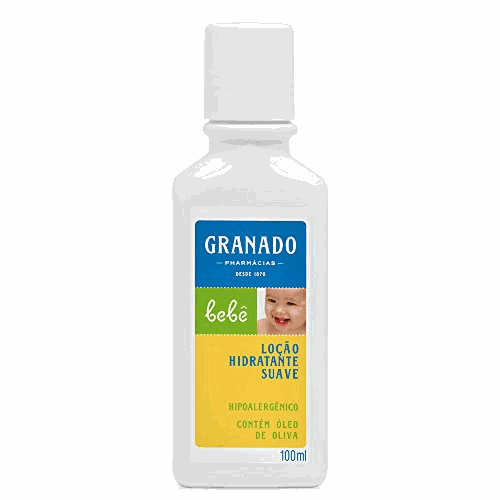 GRANADO
PHARMÁCIAS
DESDE 1870
bebê
LOÇÃO
HIDRATANTE
SUAVE
HIPOALERGÊNICO
CONTÉM ÓLEO
DE OLIVA
100ml